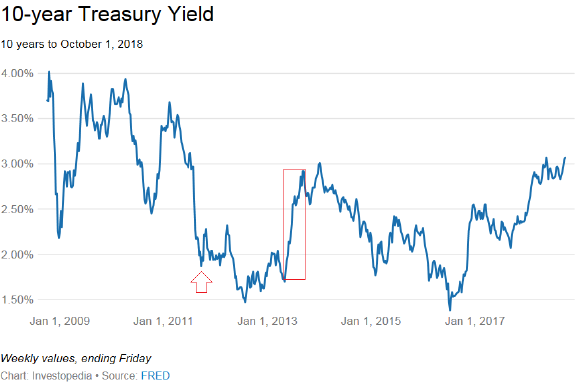 10-year Treasury Yield
10 years to October 1, 2018
4.00%
3.50%
3.00%
2.50%
2.00%
1.50%
Jan 1, 2009 Jan 1, 2011 Jan 1, 2013 Jan 1, 2015 Jan 1, 2017
Weekly values, ending Friday
Chart: Investopedia • Source: FRED